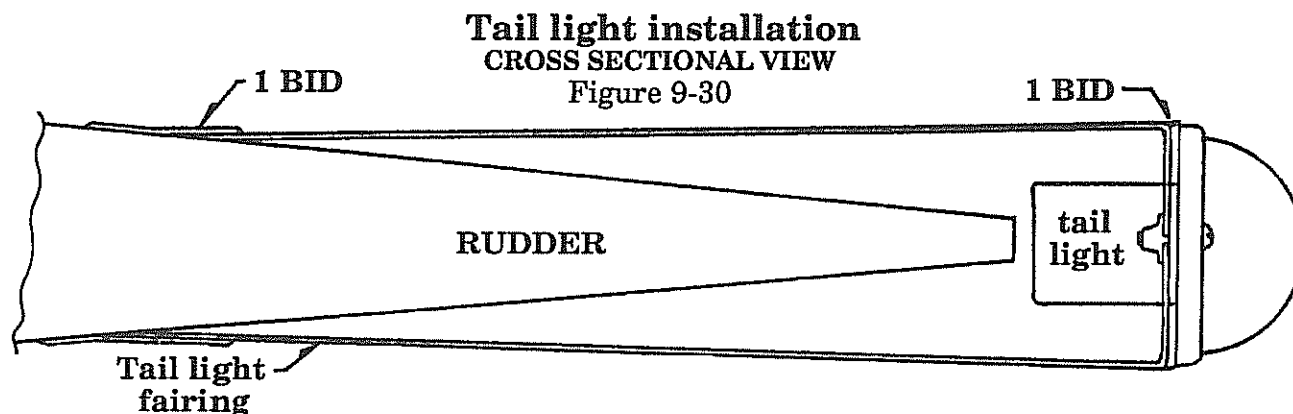 Tail light installation
CROSS SECTIONAL VIEW
Figure 9-30
1 BID
1 BID
RUDDER
tail
light
Tail light
fairing